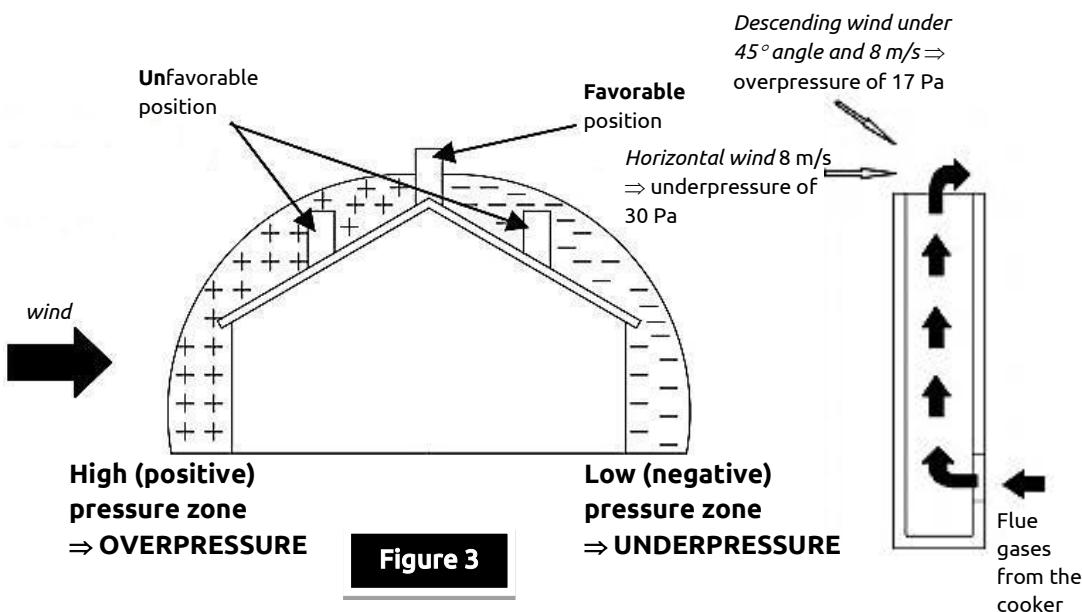 Descending wind under
45° angle and 8 m/s ⇒
overpressure of 17 Pa
Unfavorable
position
Favorable
position
Horizontal wind 8 m/s
⇒ underpressure of
30 Pa
wind
High (positive)
pressure zone
⇒ OVERPRESSURE
Low (negative)
pressure zone
⇒ UNDERPRESSURE
Figure 3
Flue
gases
from the
cooker